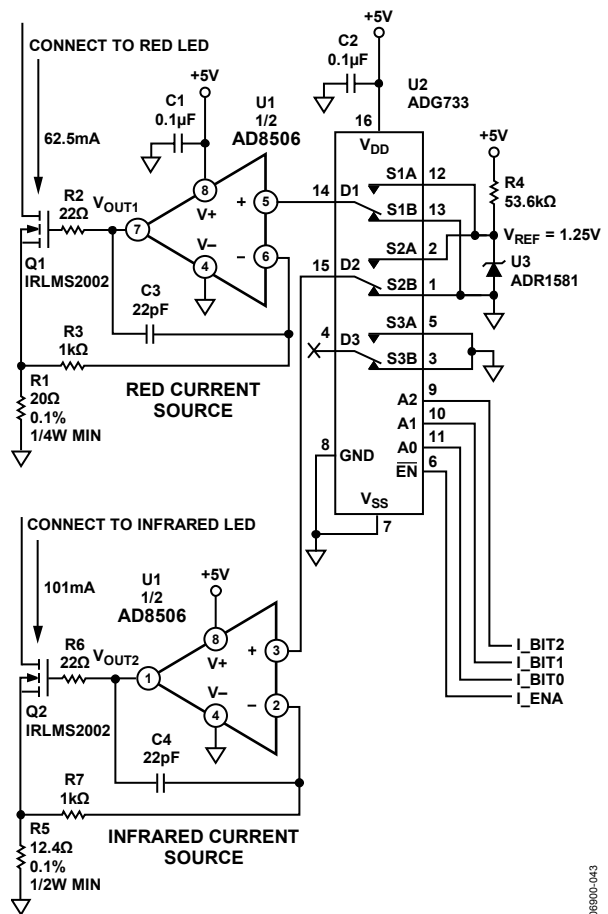 CONNECT TO RED LED
62.5mA
R2
22Ω
VOUT1
Q1
IRLMS2002
R3
1kΩ
R1
20Ω
0.1%
1/4W MIN
C1
0.1µF
+5V
U1
1/2
AD8506
8
V+
7
+
5
V–
4
–
6
C3
22pF
RED CURRENT
SOURCE
C2
0.1µF
+5V
U2
ADG733
16
VDD
14
D1
S1A
12
S1B
13
S2A
2
15
D2
S2B
1
S3A
5
4
D3
S3B
3
A2
9
A1
10
A0
11
EN
6
8
GND
VSS
7
+5V
R4
53.6kΩ
VREF = 1.25V
U3
ADR1581
I_BIT2
I_BIT1
I_BIT0
I_ENA
CONNECT TO INFRARED LED
101mA
R6
22Ω
VOUT2
Q2
IRLMS2002
R7
1kΩ
R5
12.4Ω
0.1%
1/2W MIN
U1
1/2
AD8506
+5V
8
V+
1
+
3
V–
4
–
2
C4
22pF
INFRARED CURRENT
SOURCE
06900-043